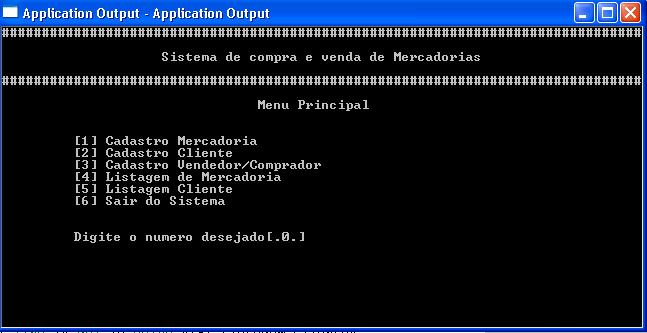 Application Output - Application Output
################################################################################
Sistema de compra e venda de Mercadorias
################################################################################
Menu Principal
[1] Cadastro Mercadoria
[2] Cadastro Cliente
[3] Cadastro Vendedor/Comprador
[4] Listagem de Mercadoria
[5] Listagem Cliente
[6] Sair do Sistema
Digite o numero desejado[.0.]